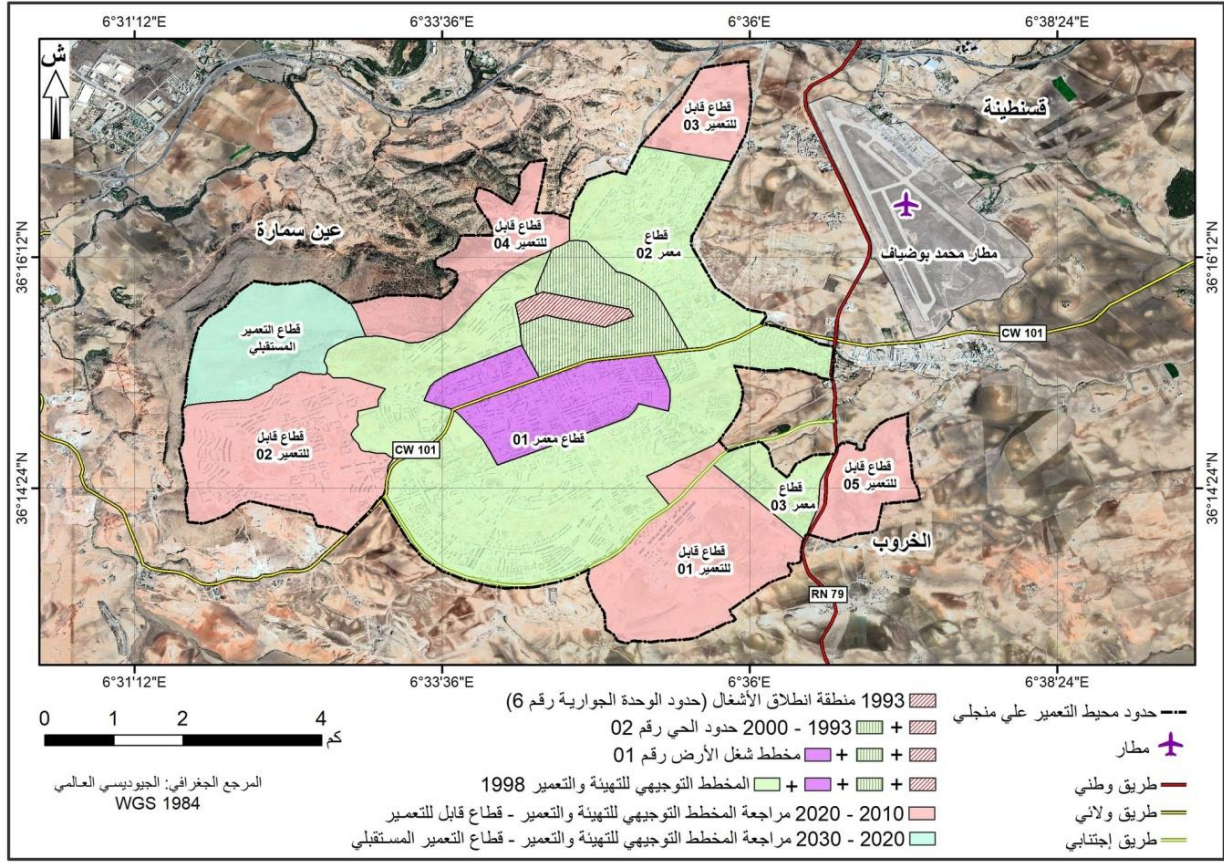 6°31'12"E
6°33'36"E
6°36'E
6°38'24"E
36°16'12"N
36°14'24"N
36°16'12"N
36°14'24"N
ش
قسنطينة
قطاع قابل
للتعمير 03
قطاع قابل
للتعمير 04
قطاع
معمر 02
عين سمارة
مطار محمد بوضياف
قطاع التعمير
المستقبلي
CW 101
قطاع معمر 01
قطاع قابل
للتعمير 02
CW 101
قطاع قابل
للتعمير 05
قطاع
معمر 03
الخروب
قطاع قابل
للتعمير 01
RN 79
6°31'12"E
6°33'36"E
6°36'E
6°38'24"E
حدود محيط التعمير علي منجلي
مطار
طريق وطني
طريق ولائي
طريق إجتنابي
1993 منطقة انطلاق الأشغال (حدود الوحدة الجوارية رقم 6)
+ 1993 - 2000 حدود الحي رقم 02
+ + مخطط شغل الأرض رقم 01
+ + + المخطط التوجيهي للتهيئة والتعمير 1998
2010 - 2020 مراجعة المخطط التوجيهي للتهيئة والتعمير - قطاع قابل للتعمير
2020 - 2030 مراجعة المخطط التوجيهي للتهيئة والتعمير - قطاع التعمير المستقبلي
0 1 2 4
كم
المرجع الجغرافي: الجيوديسي العالمي
WGS 1984